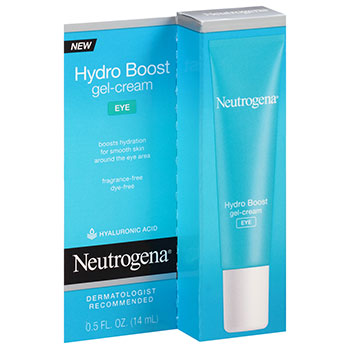 NEW
Hydro Boost
gel-cream
EYE
boosts hydration
for smooth skin
around the eye area
fragrance-free
dye-free
HYALURONIC ACID
Neutrogena®
DERMATOLOGIST
RECOMMENDED
0.5 FL. OZ. (14 mL)
Neutrogena®
Hydro Boost
gel-cream
EYE